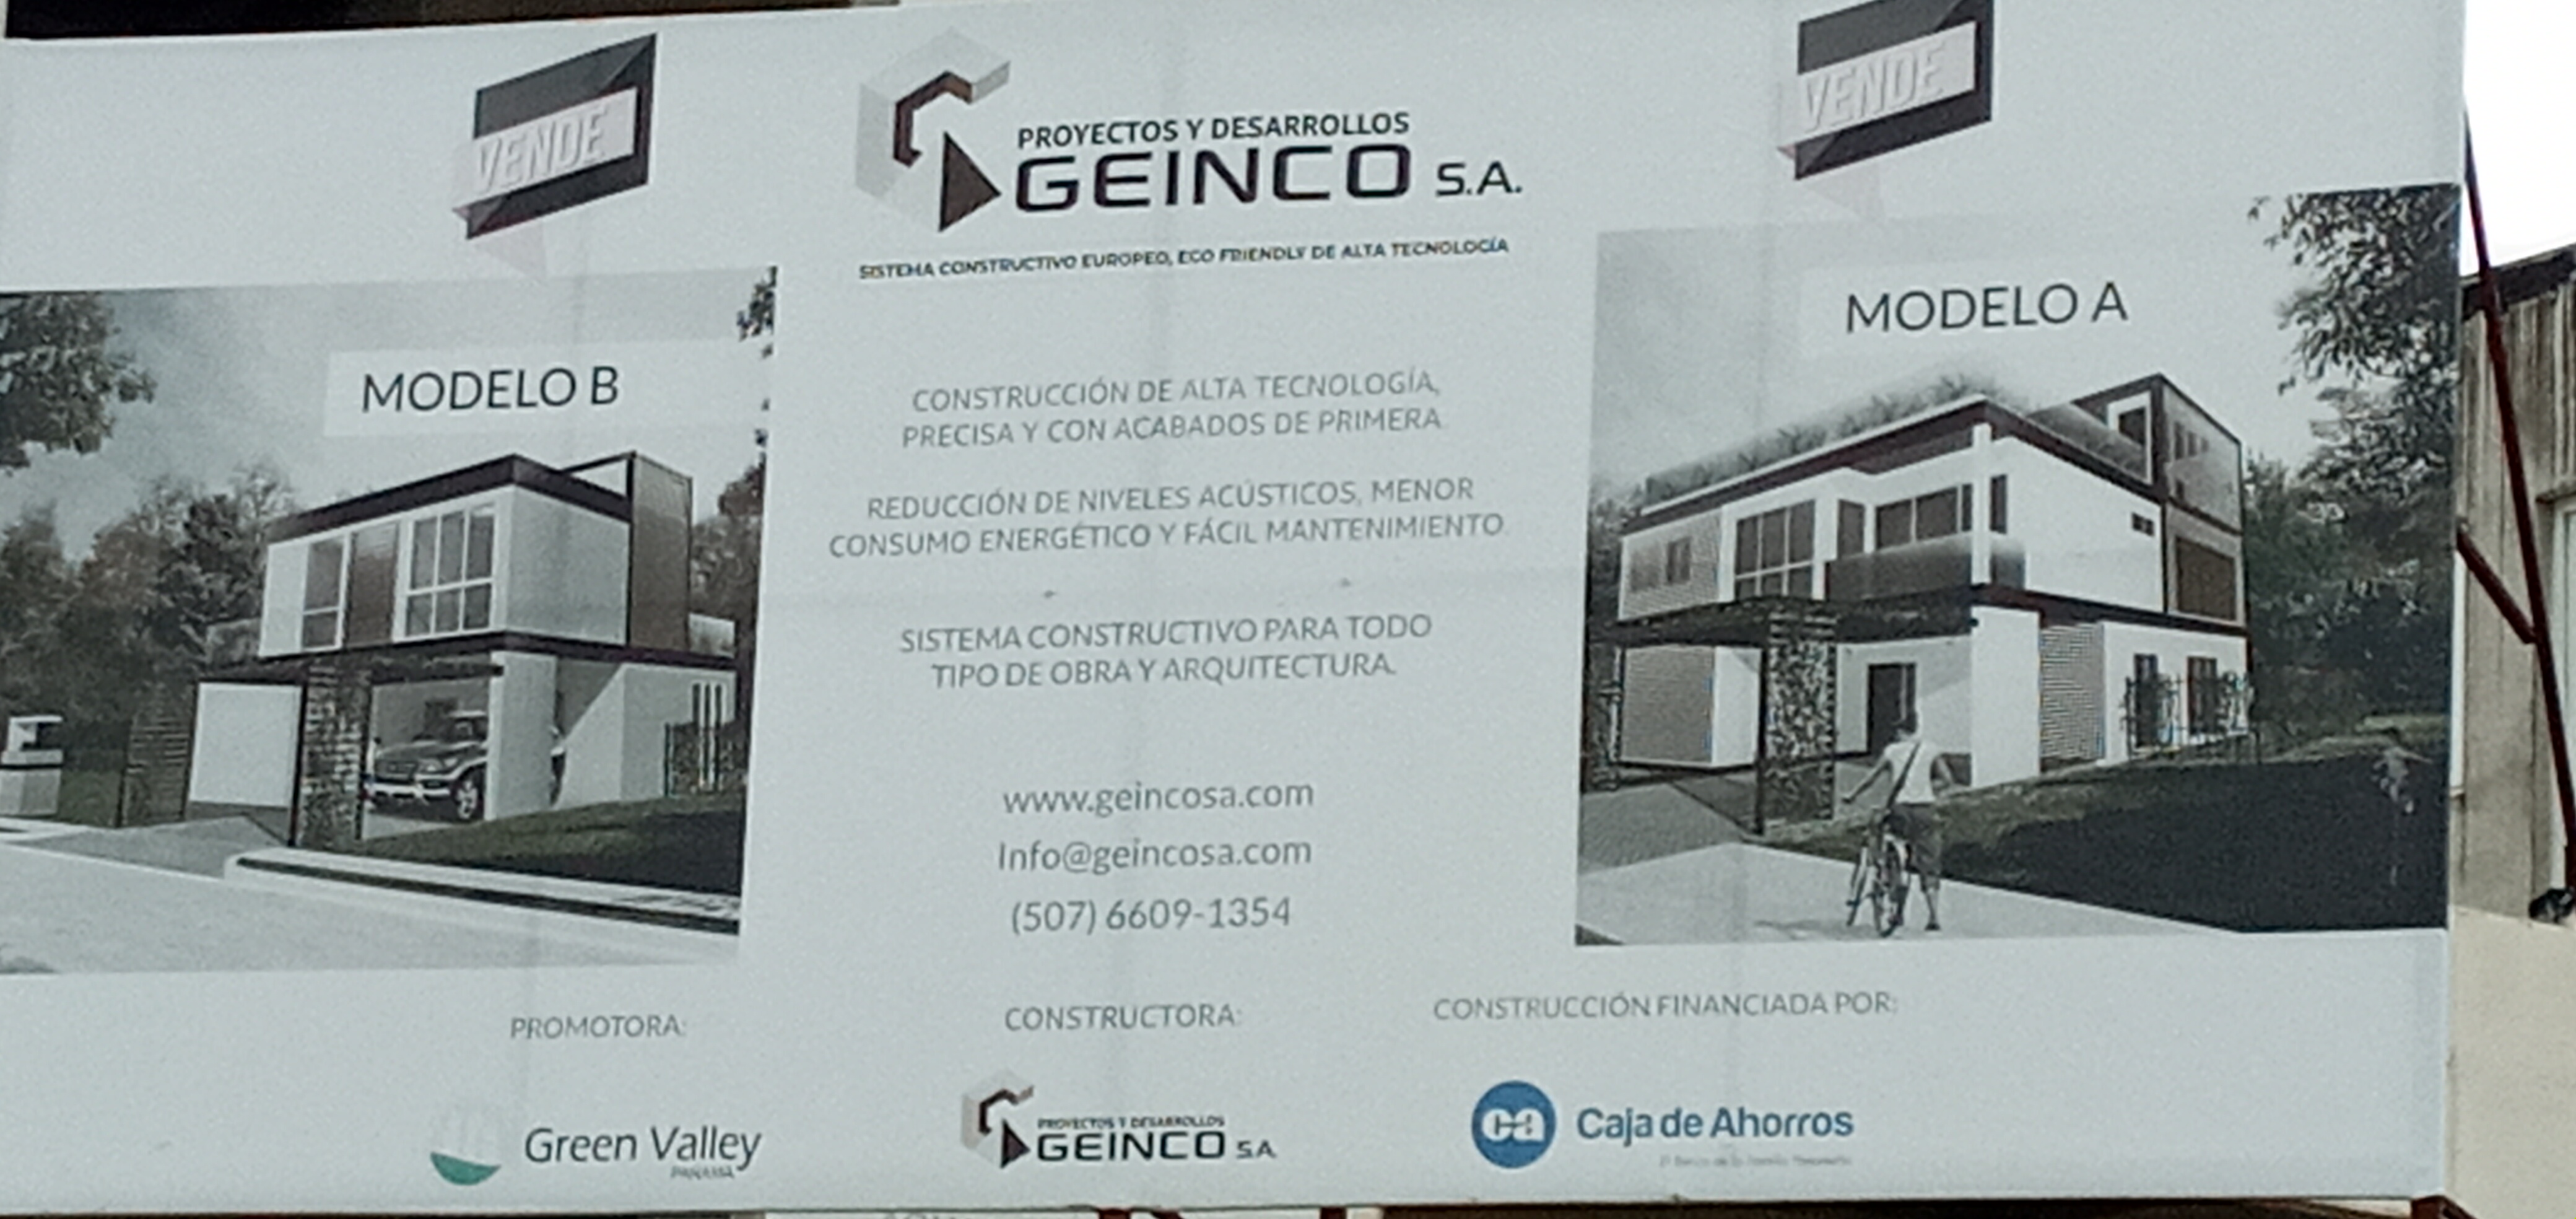 VENDE
VENDE
PROYECTOS Y DESARROLLOS
GEINCO S.A.
SISTEMA CONSTRUCTIVO EUROPEO, ECO FRIENDLY DE ALTA TECNOLOGÍA
MODELO B
MODELO A
CONSTRUCCIÓN DE ALTA TECNOLOGÍA,
PRECISA Y CON ACABADOS DE PRIMERA
REDUCCIÓN DE NIVELES ACÚSTICOS, MENOR
CONSUMO ENERGÉTICO Y FÁCIL MANTENIMIENTO
SISTEMA CONSTRUCTIVO PARA TODO
TIPO DE OBRA Y ARQUITECTURA.
www.geincosa.com
Info@geincosa.com
(507) 6609-1354
PROMOTORA:
Green Valley
PANAMA
CONSTRUCTORA:
PROYECTOS Y DESARROLLOS
GEINCO S.A
CONSTRUCCIÓN FINANCIADA POR:
ca Caja de Ahorros